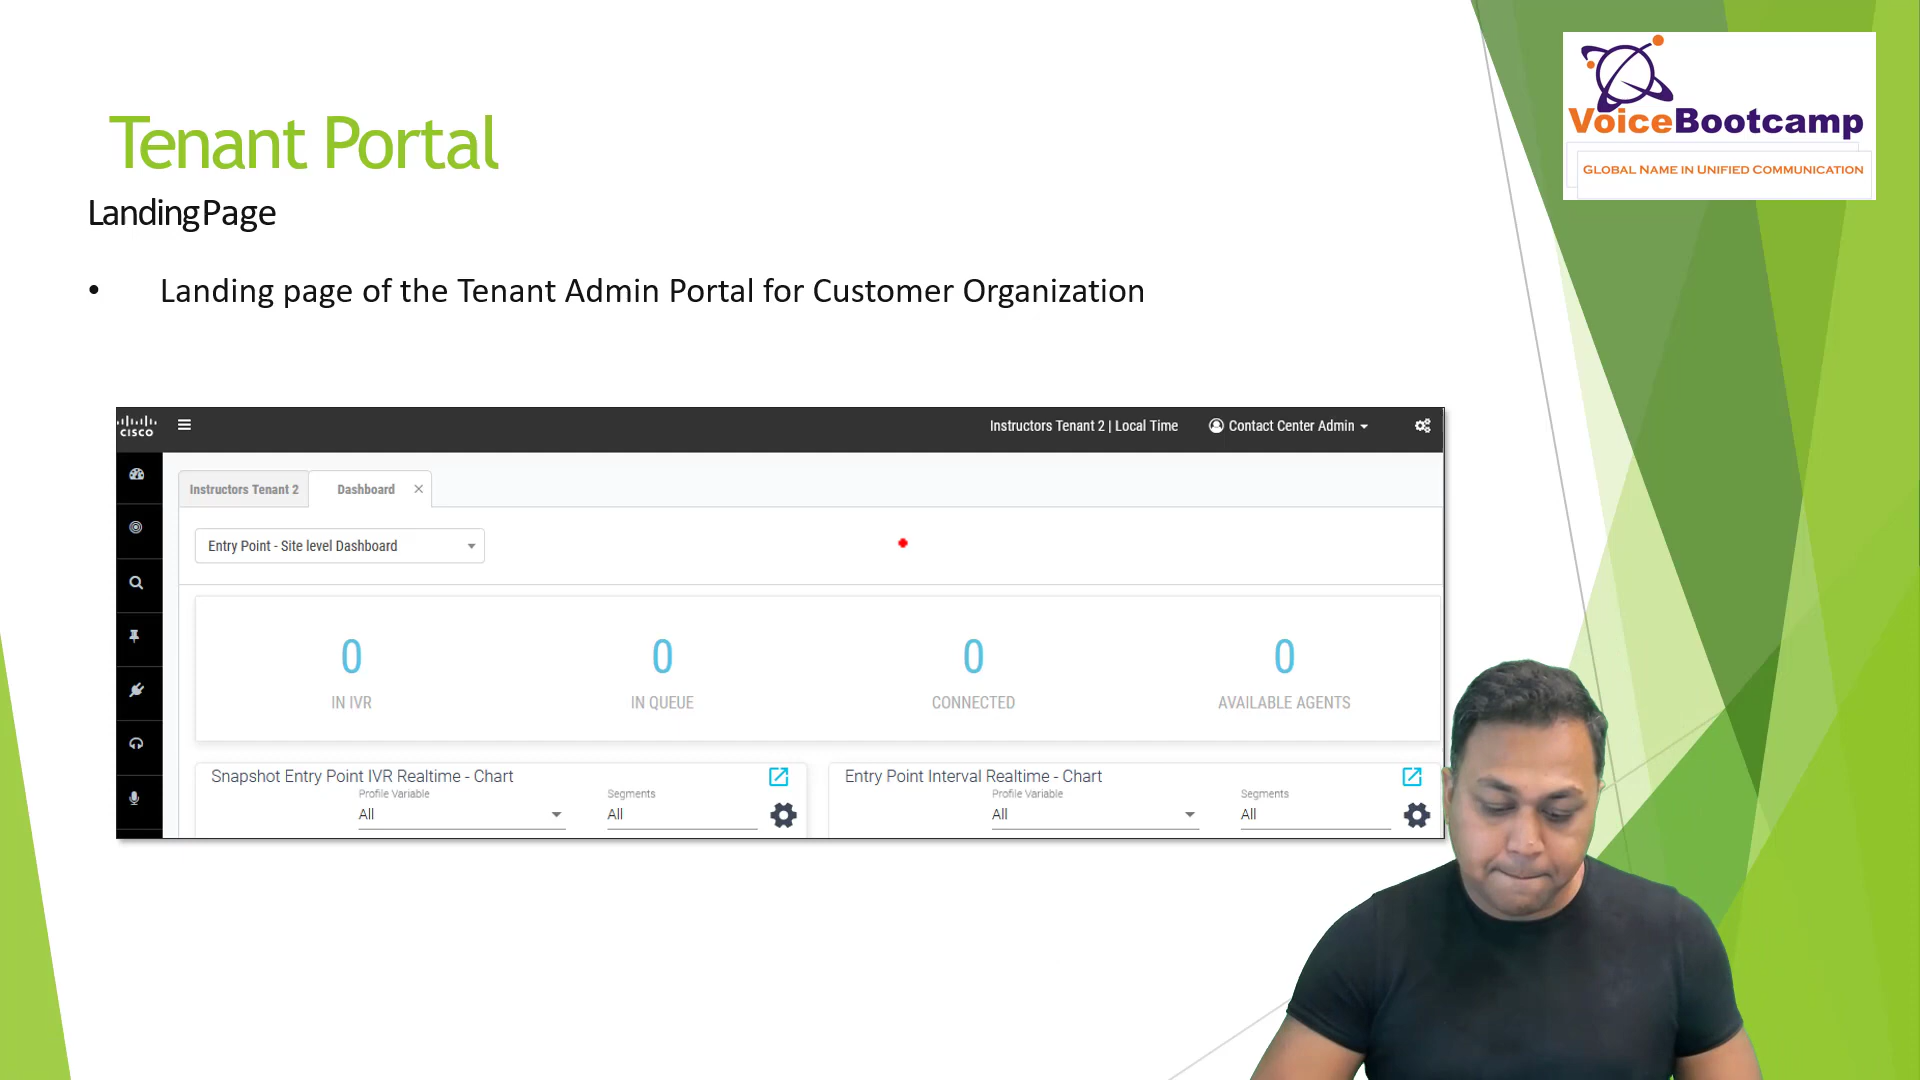 VoiceBootcamp
GLOBAL NAME IN UNIFIED COMMUNICATION
Tenant Portal
Landing Page
• Landing page of the Tenant Admin Portal for Customer Organization
CISCO
Instructors Tenant 2 | Local Time
Contact Center Admin
Instructors Tenant 2
Dashboard
Entry Point - Site level Dashboard
0 0 0 0
IN IVR IN QUEUE CONNECTED AVAILABLE AGENTS
Snapshot Entry Point IVR Realtime - Chart
Profile Variable Segments
All All
Entry Point Interval Realtime - Chart
Profile Variable Segments
All All